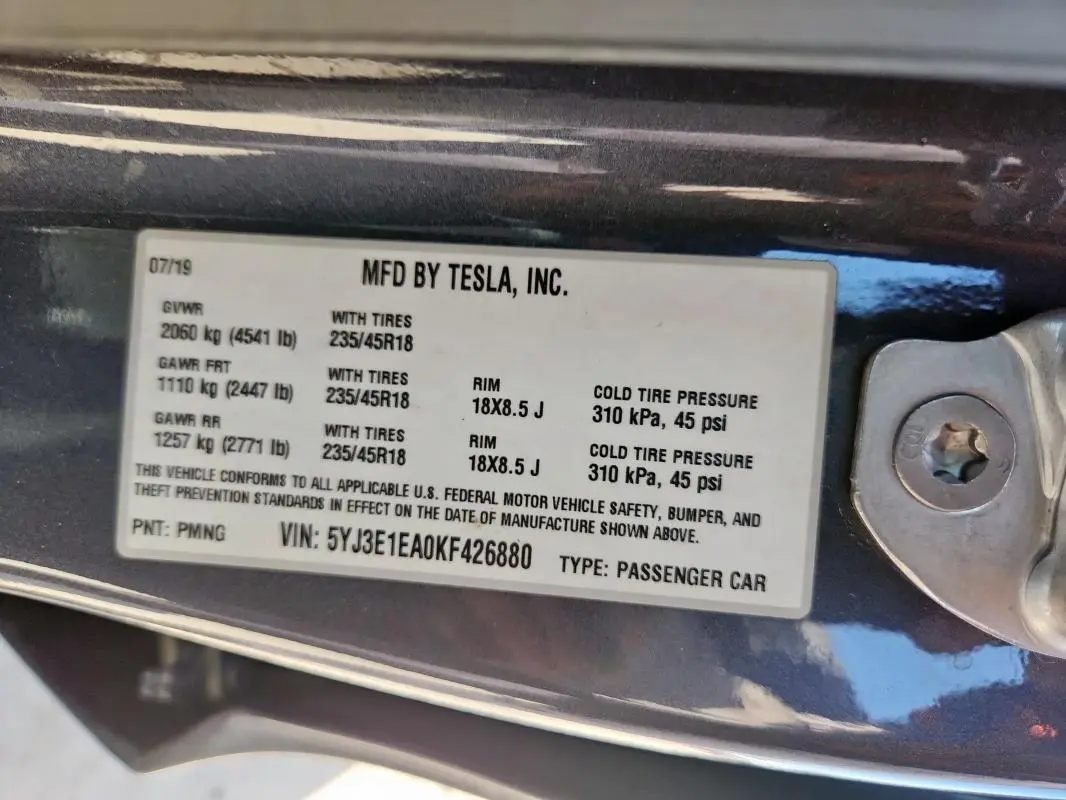 07/19
MFD BY TESLA, INC.
GVWR
2060 kg (4541 lb)
WITH TIRES
235/45R18
GAWR FRT
1110 kg (2447 lb)
WITH TIRES
235/45R18
RIM
18X8.5 J
COLD TIRE PRESSURE
310 kPa, 45 psi
GAWR RR
1257 kg (2771 lb)
WITH TIRES
235/45R18
RIM
18X8.5 J
COLD TIRE PRESSURE
310 kPa, 45 psi
THIS VEHICLE CONFORMS TO ALL APPLICABLE U.S. FEDERAL MOTOR VEHICLE SAFETY, BUMPER, AND
THEFT PREVENTION STANDARDS IN EFFECT ON THE DATE OF MANUFACTURE SHOWN ABOVE.
PNT: PMNG
VIN: 5YJ3E1EA0KF426880
TYPE: PASSENGER CAR